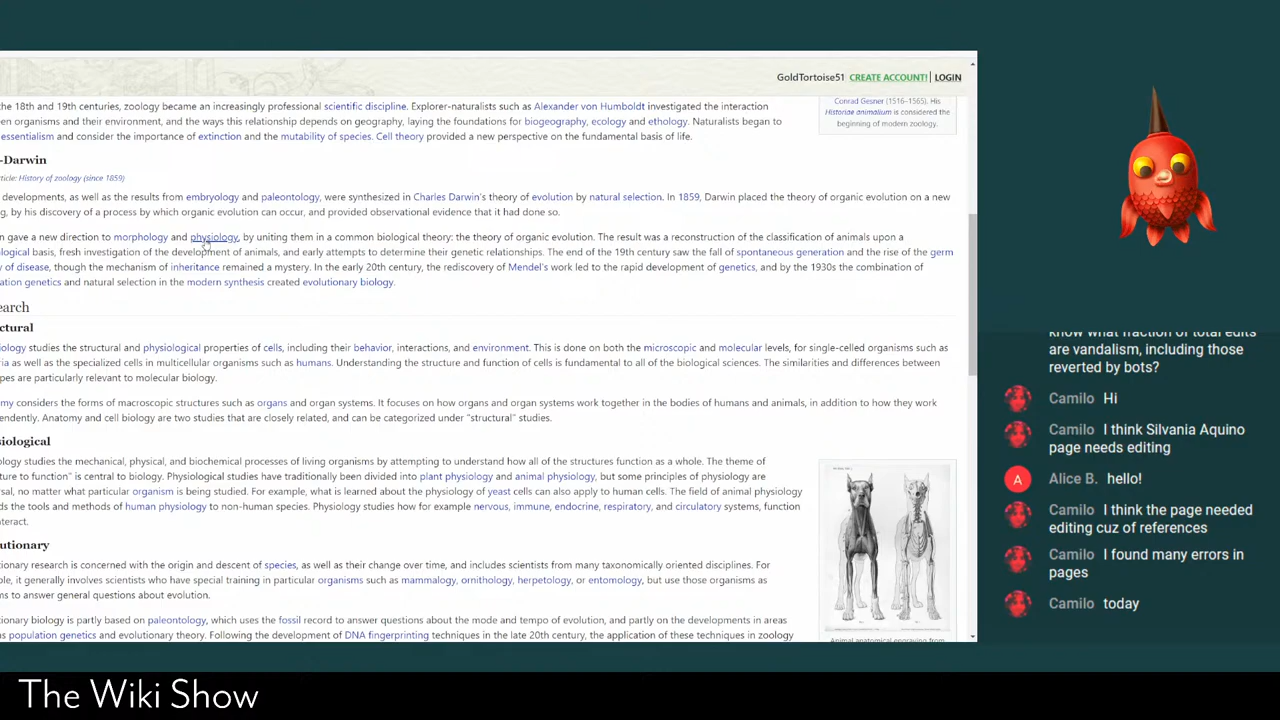 GoldTortoise51 CREATE ACCOUNT! LOGIN
the 18th and 19th centuries, zoology became an increasingly professional scientific discipline. Explorer-naturalists such as Alexander von Humboldt investigated the interaction
en organisms and their environment, and the ways this relationship depends on geography, laying the foundations for biogeography, ecology and ethology. Naturalists began to
essentialism and consider the importance of extinction and the mutability of species. Cell theory provided a new perspective on the fundamental basis of life.
Conrad Gesner (1516–1565). His
Historiae animalium is considered the
beginning of modern zoology.
-Darwin
rticle: History of zoology (since 1859)
developments, as well as the results from embryology and paleontology, were synthesized in Charles Darwin's theory of evolution by natural selection. In 1859, Darwin placed the theory of organic evolution on a new
g, by his discovery of a process by which organic evolution can occur, and provided observational evidence that it had done so.
n gave a new direction to morphology and physiology, by uniting them in a common biological theory: the theory of organic evolution. The result was a reconstruction of the classification of animals upon a
logical basis, fresh investigation of the development of animals, and early attempts to determine their genetic relationships. The end of the 19th century saw the fall of spontaneous generation and the rise of the germ
y of disease, though the mechanism of inheritance remained a mystery. In the early 20th century, the rediscovery of Mendel's work led to the rapid development of genetics, and by the 1930s the combination of
ation genetics and natural selection in the modern synthesis created evolutionary biology.
earch
ctural
iology studies the structural and physiological properties of cells, including their behavior, interactions, and environment. This is done on both the microscopic and molecular levels, for single-celled organisms such as
ria as well as the specialized cells in multicellular organisms such as humans. Understanding the structure and function of cells is fundamental to all of the biological sciences. The similarities and differences between
pes are particularly relevant to molecular biology.
my considers the forms of macroscopic structures such as organs and organ systems. It focuses on how organs and organ systems work together in the bodies of humans and animals, in addition to how they work
endently. Anatomy and cell biology are two studies that are closely related, and can be categorized under "structural" studies.
siological
ology studies the mechanical, physical, and biochemical processes of living organisms by attempting to understand how all of the structures function as a whole. The theme of
ture to function" is central to biology. Physiological studies have traditionally been divided into plant physiology and animal physiology, but some principles of physiology are
rsal, no matter what particular organism is being studied. For example, what is learned about the physiology of yeast cells can also apply to human cells. The field of animal physiology
ds the tools and methods of human physiology to non-human species. Physiology studies how for example nervous, immune, endocrine, respiratory, and circulatory systems, function
nteract.
utionary
tionary research is concerned with the origin and descent of species, as well as their change over time, and includes scientists from many taxonomically oriented disciplines. For
ple, it generally involves scientists who have special training in particular organisms such as mammalogy, ornithology, herpetology, or entomology, but use those organisms as
ms to answer general questions about evolution.
tionary biology is partly based on paleontology, which uses the fossil record to answer questions about the mode and tempo of evolution, and partly on the developments in areas
as population genetics and evolutionary theory. Following the development of DNA fingerprinting techniques in the late 20th century, the application of these techniques in zoology
Animal anatomical engraving from
know what fraction of total edits
are vandalism, including those
reverted by bots?
Camilo Hi
Camilo I think Silvania Aquino
page needs editing
A Alice B. hello!
Camilo I think the page needed
editing cuz of references
Camilo I found many errors in
pages
Camilo today
The Wiki Show